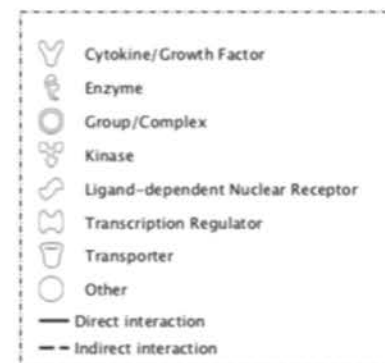 Cytokine/Growth Factor
Enzyme
Group/Complex
Kinase
Ligand-dependent Nuclear Receptor
Transcription Regulator
Transporter
Other
Direct interaction
Indirect interaction